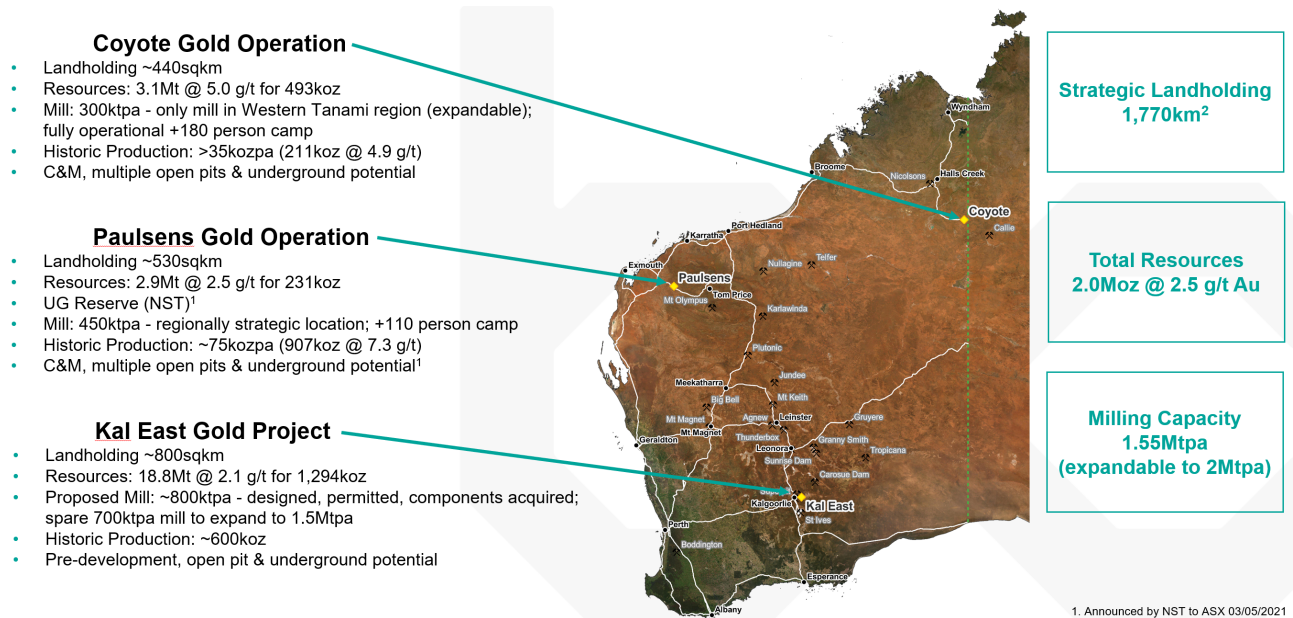 Coyote Gold Operation
• Landholding ~440sqkm
• Resources: 3.1Mt @ 5.0 g/t for 493koz
• Mill: 300ktpa - only mill in Western Tanami region (expandable);
fully operational +180 person camp
• Historic Production: >35kozpa (211koz @ 4.9 g/t)
• C&M, multiple open pits & underground potential
Paulsens Gold Operation
• Landholding ~530sqkm
• Resources: 2.9Mt @ 2.5 g/t for 231koz
• UG Reserve (NST)¹
• Mill: 450ktpa - regionally strategic location; +110 person camp
• Historic Production: ~75kozpa (907koz @ 7.3 g/t)
• C&M, multiple open pits & underground potential¹
Kal East Gold Project
• Landholding ~800sqkm
• Resources: 18.8Mt @ 2.1 g/t for 1,294koz
• Proposed Mill: ~800ktpa - designed, permitted, components acquired;
spare 700ktpa mill to expand to 1.5Mtpa
• Historic Production: ~600koz
• Pre-development, open pit & underground potential
Wyndham
Broome
Nicolsons
Halls Creek
Coyote
Callie
Port Hedland
Karratha
Exmouth
Nullagine
Telfer
Paulsens
Tom Price
Mt Olympus
Karlawinda
Plutonic
Jundee
Meekatharra
Big Bell
Mt Keith
Mt Magnet
Mt Magnet
Agnew
Leinster
Gruyere
Geraldton
Thunderbox
Granny Smith
Leonora
Tropicana
Sunrise Dam
Carosue Dam
Kalgoorlie
Kal East
St Ives
Perth
Boddington
Esperance
Albany
Strategic Landholding
1,770km²
Total Resources
2.0Moz @ 2.5 g/t Au
Milling Capacity
1.55Mtpa
(expandable to 2Mtpa)
1. Announced by NST to ASX 03/05/2021